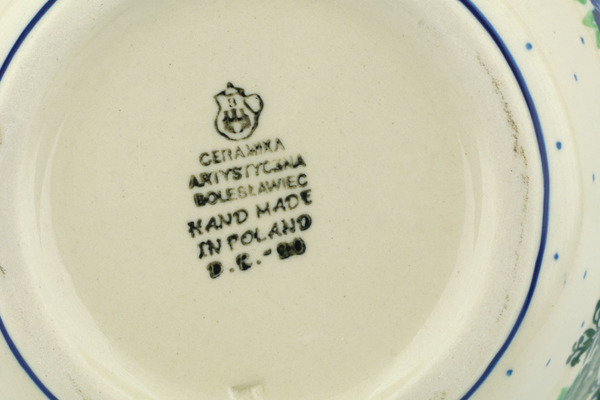 CERAMIKA
ARTYSTYCZNA
BOLESŁAWIEC
HAND MADE
IN POLAND